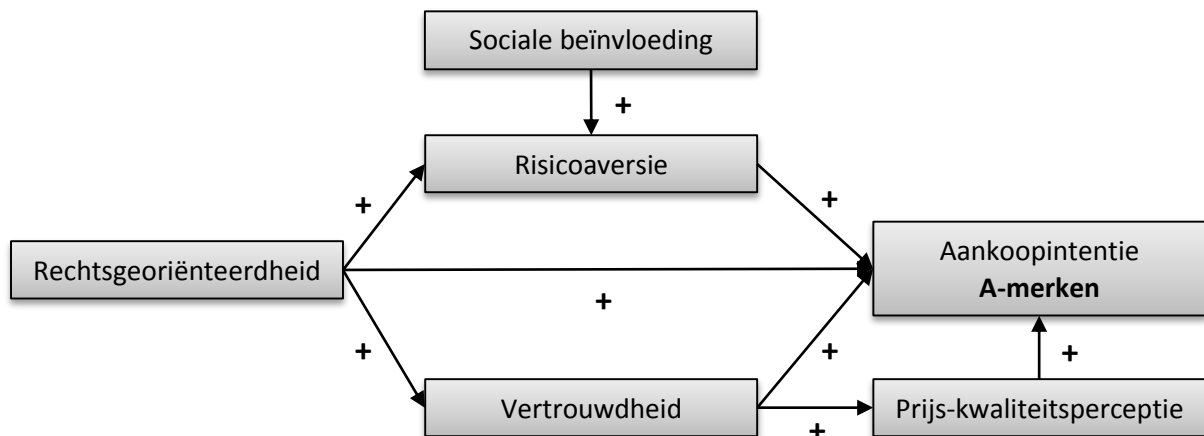 Sociale beïnvloeding
+
Risicoaversie
+
+
Rechtsgeoriënteerdheid
Aankoopintentie
A-merken
+
+
+
+
Vertrouwdheid
Prijs-kwaliteitsperceptie
+